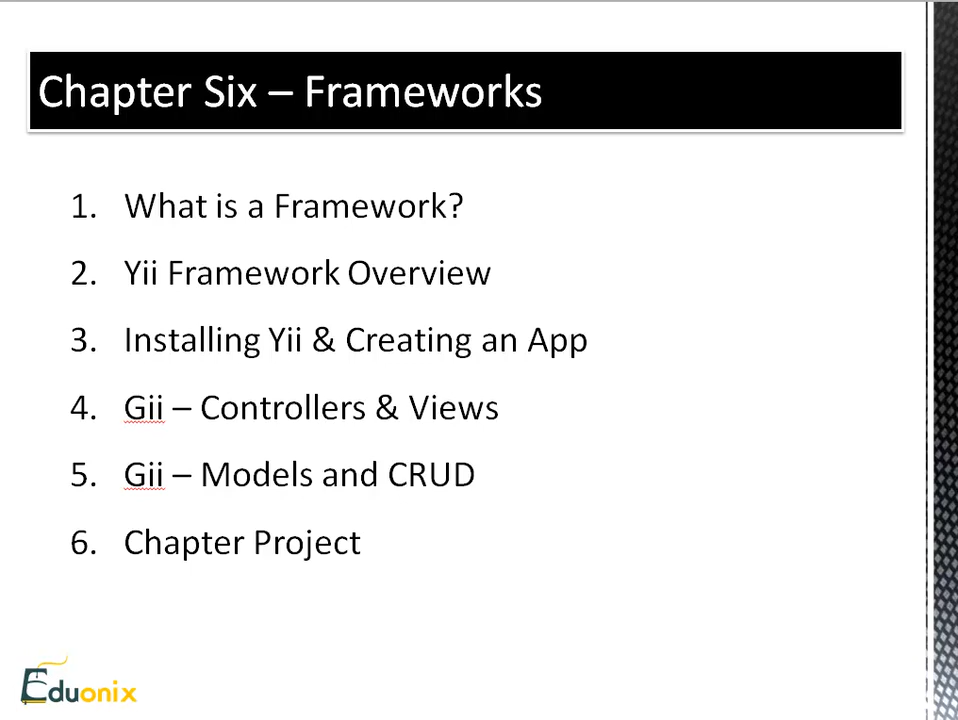 Chapter Six – Frameworks
1. What is a Framework?
2. Yii Framework Overview
3. Installing Yii & Creating an App
4. Gii – Controllers & Views
5. Gii – Models and CRUD
6. Chapter Project
Eduonix